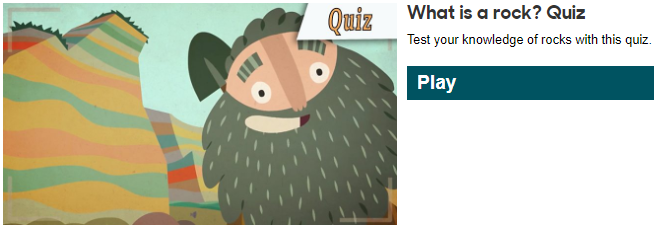 Quiz
What is a rock? Quiz
Test your knowledge of rocks with this quiz.
Play